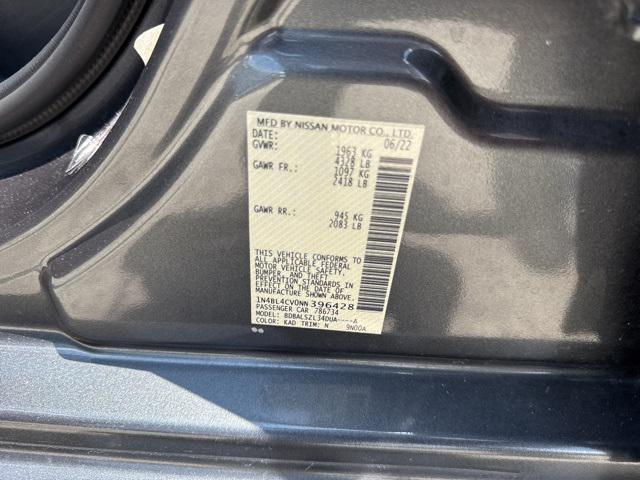 MFD BY NISSAN MOTOR CO., LTD.
DATE: 06/22
GVWR: 1963 KG
4328 LB
GAWR FR.: 1097 KG
2418 LB
GAWR RR.: 945 KG
2083 LB
THIS VEHICLE CONFORMS TO
ALL APPLICABLE FEDERAL
MOTOR VEHICLE SAFETY,
BUMPER, AND THEFT
PREVENTION STANDARDS IN
EFFECT ON THE DATE OF
MANUFACTURE SHOWN ABOVE.
1N4BL4CV0NN396428
PASSENGER CAR 786734
MODEL: BDBALSZL34DUA----A
COLOR: KAD TRIM: N 9N00A